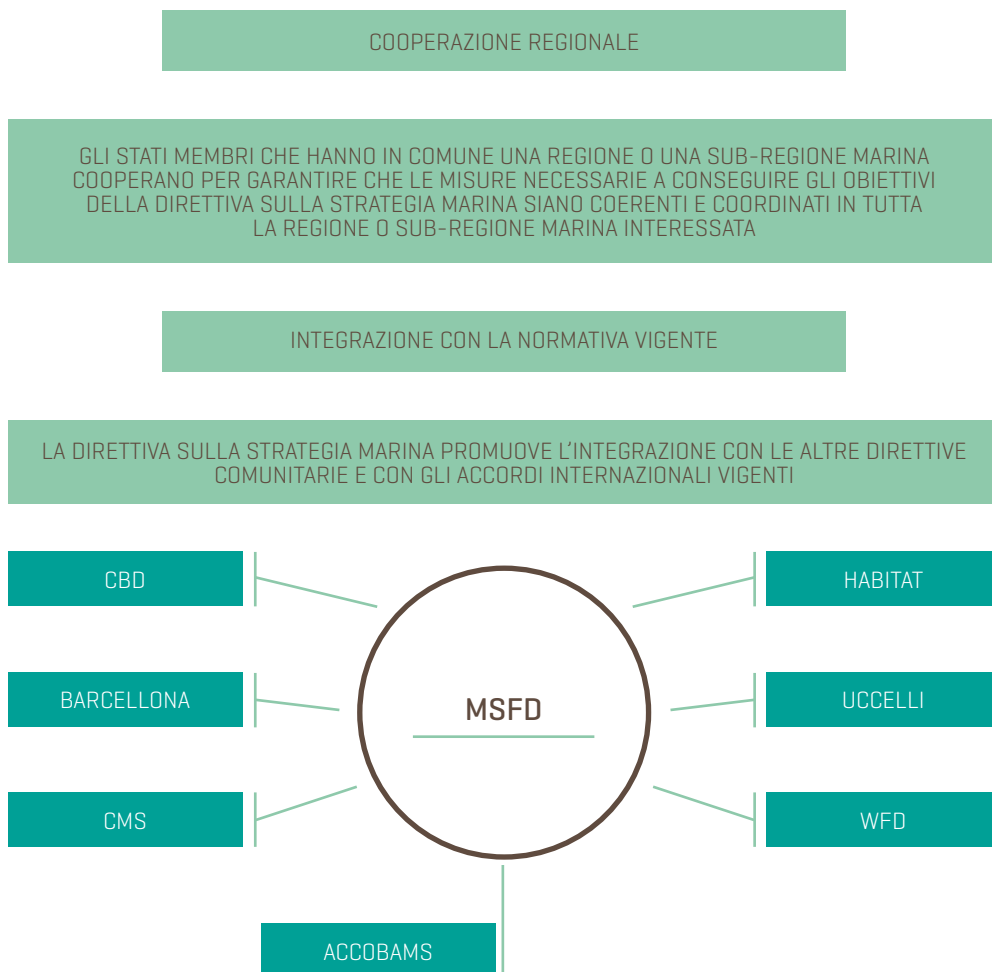 COOPERAZIONE REGIONALE
GLI STATI MEMBRI CHE HANNO IN COMUNE UNA REGIONE O UNA SUB-REGIONE MARINA
COOPERANO PER GARANTIRE CHE LE MISURE NECESSARIE A CONSEGUIRE GLI OBIETTIVI
DELLA DIRETTIVA SULLA STRATEGIA MARINA SIANO COERENTI E COORDINATI IN TUTTA
LA REGIONE O SUB-REGIONE MARINA INTERESSATA
INTEGRAZIONE CON LA NORMATIVA VIGENTE
LA DIRETTIVA SULLA STRATEGIA MARINA PROMUOVE L'INTEGRAZIONE CON LE ALTRE DIRETTIVE
COMUNITARIE E CON GLI ACCORDI INTERNAZIONALI VIGENTI
CBD
BARCELLONA
CMS
MSFD
HABITAT
UCCELLI
WFD
ACCOBAMS